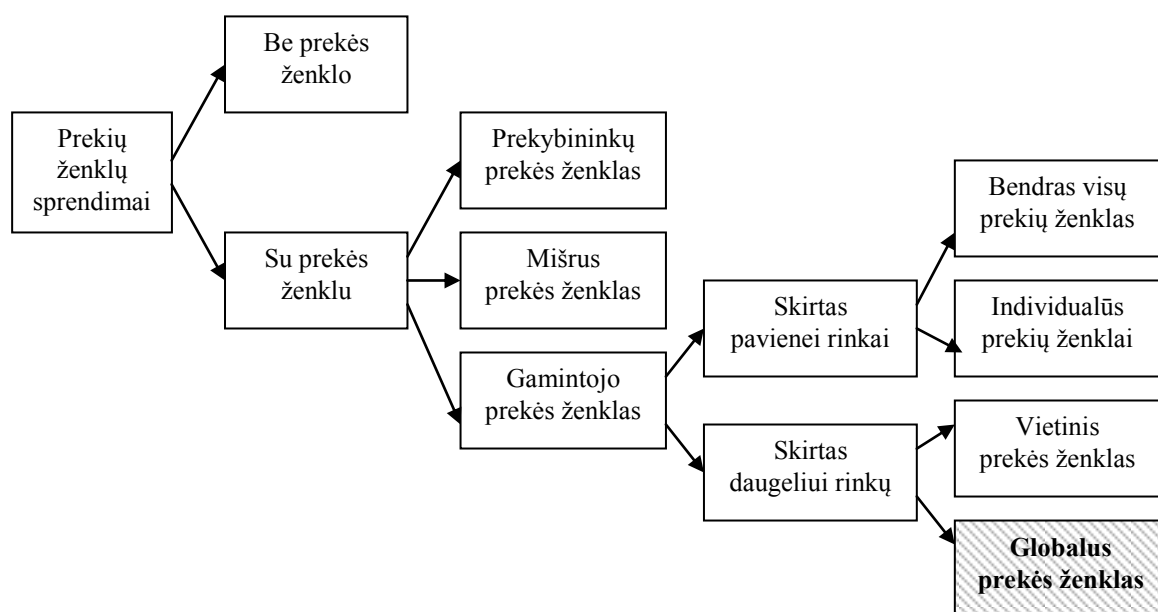 Be prekės
ženklo
Prekių
ženklų
sprendimai
Su prekės
ženklu
Prekybininkų
prekės ženklas
Mišrus
prekės ženklas
Gamintojo
prekės ženklas
Skirtas
pavienei rinkai
Skirtas
daugeliui rinkų
Bendras visų
prekių ženklas
Individualūs
prekių ženklai
Vietinis
prekės ženklas
Globalus
prekės ženklas